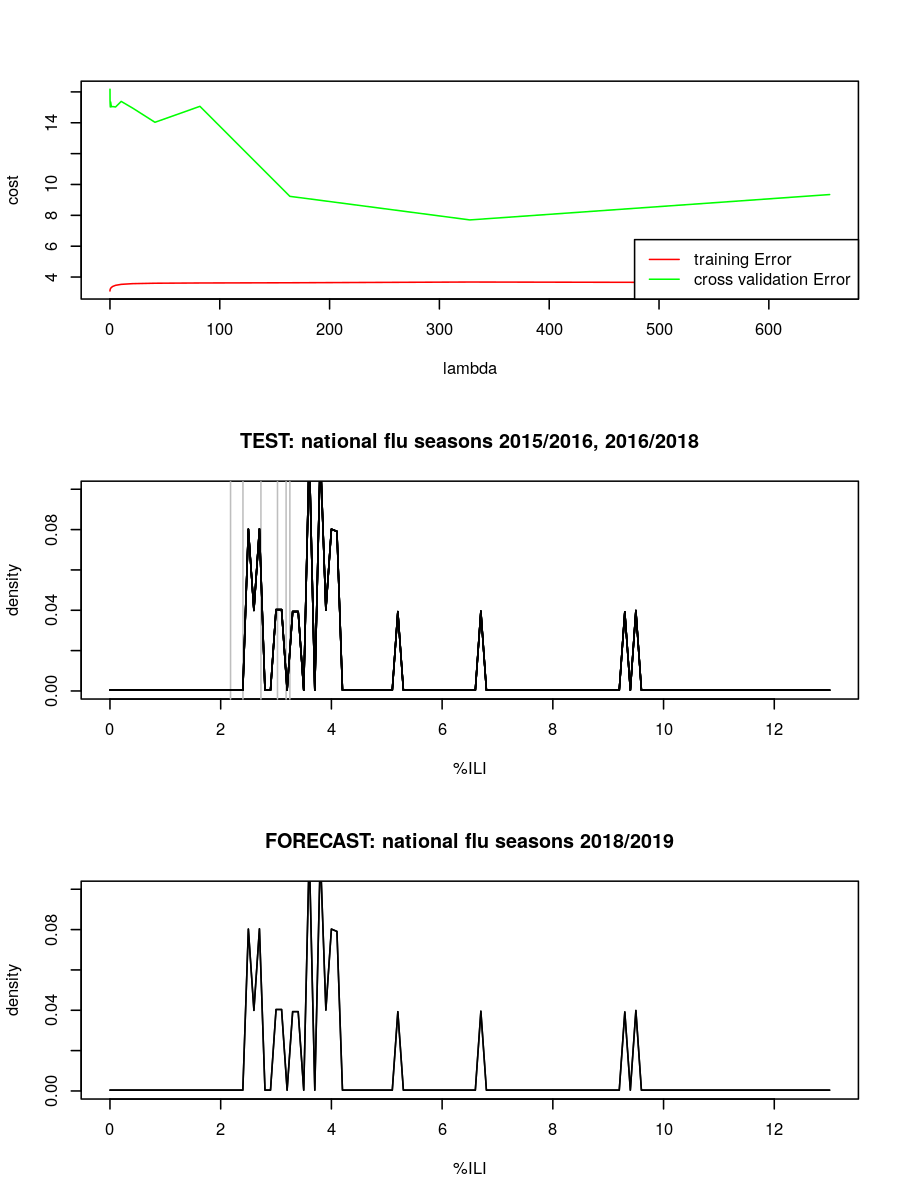 cost
14
10
8
6
4
training Error
cross validation Error
0 100 200 300 400 500 600
lambda
TEST: national flu seasons 2015/2016, 2016/2018
density
0.08
0.04
0.00
0 2 4 6 8 10 12
%ILI
FORECAST: national flu seasons 2018/2019
density
0.08
0.04
0.00
0 2 4 6 8 10 12
%ILI